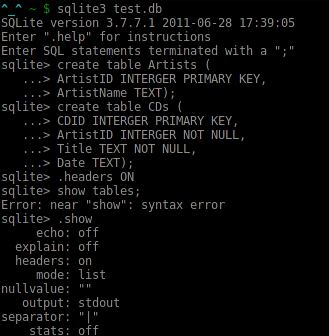 ^_^ ~ $ sqlite3 test.db
SQLite version 3.7.7.1 2011-06-28 17:39:05
Enter ".help" for instructions
Enter SQL statements terminated with a ";"
sqlite> create table Artists (
...> ArtistID INTERGER PRIMARY KEY,
...> ArtistName TEXT);
sqlite> create table CDs (
...> CDID INTERGER PRIMARY KEY,
...> ArtistID INTERGER NOT NULL,
...> Title TEXT NOT NULL,
...> Date TEXT);
sqlite> .headers ON
sqlite> show tables;
Error: near "show": syntax error
sqlite> .show
echo: off
explain: off
headers: on
mode: list
nullvalue: ""
output: stdout
separator: "|"
stats: off